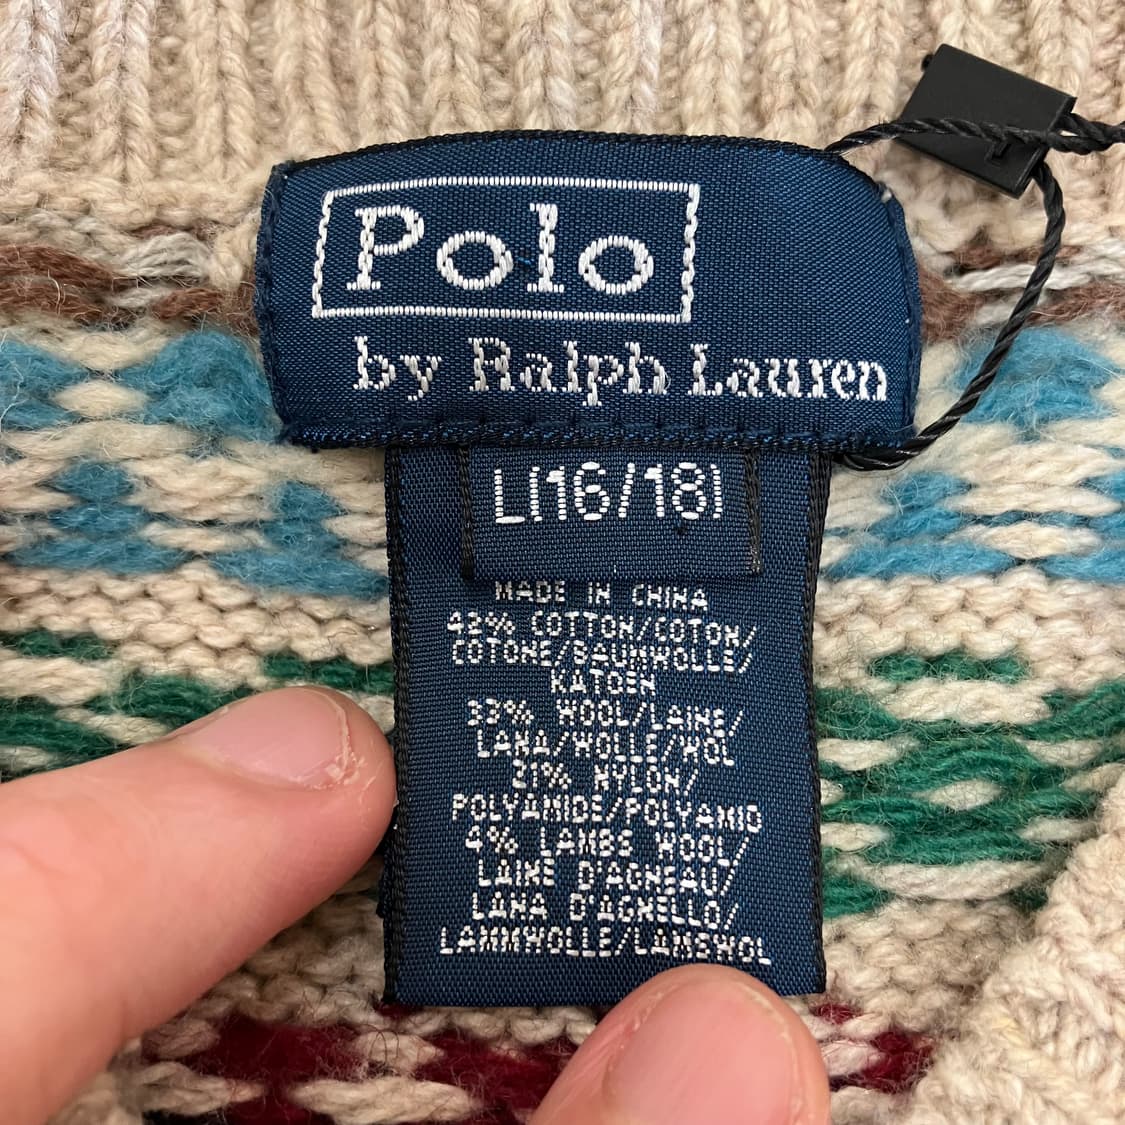 Polo
by Ralph Lauren
L(16/18)
MADE IN CHINA
42% COTTON/COTON/
COTONE/BAUMWOLLE/
KATOEN
33% WOOL/LAINE/
LANA/WOLLE/WOL
21% NYLON/
POLYAMIDE/POLYAMID
4% LAMBS WOOL/
LAINE D'AGNEAU/
LANA D'AGNELLO/
LAMMWOLLE/LAMSWOL